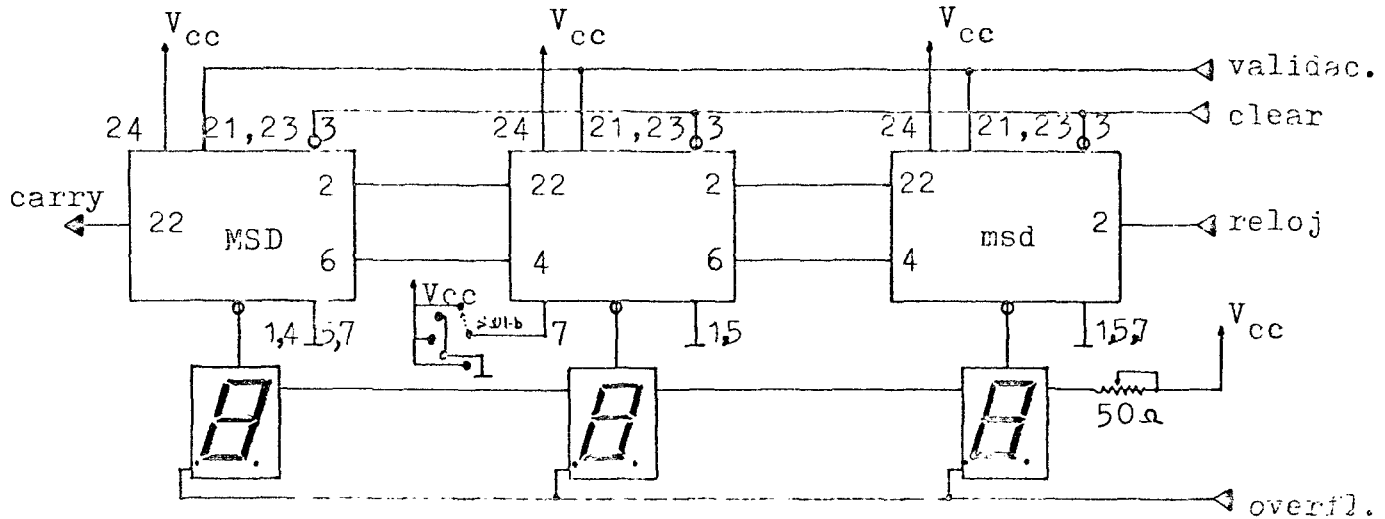 Vcc Vcc Vcc
validac.
clear
24 21,23 3 24 21,23 3 24 21,23 3
carry
22 MSD 2 6
22 4 2 6
22 4 msd 2
reloj
1,4 5,7
Vcc
7
1,5
1,5,7
Vcc
50Ω
overfl.